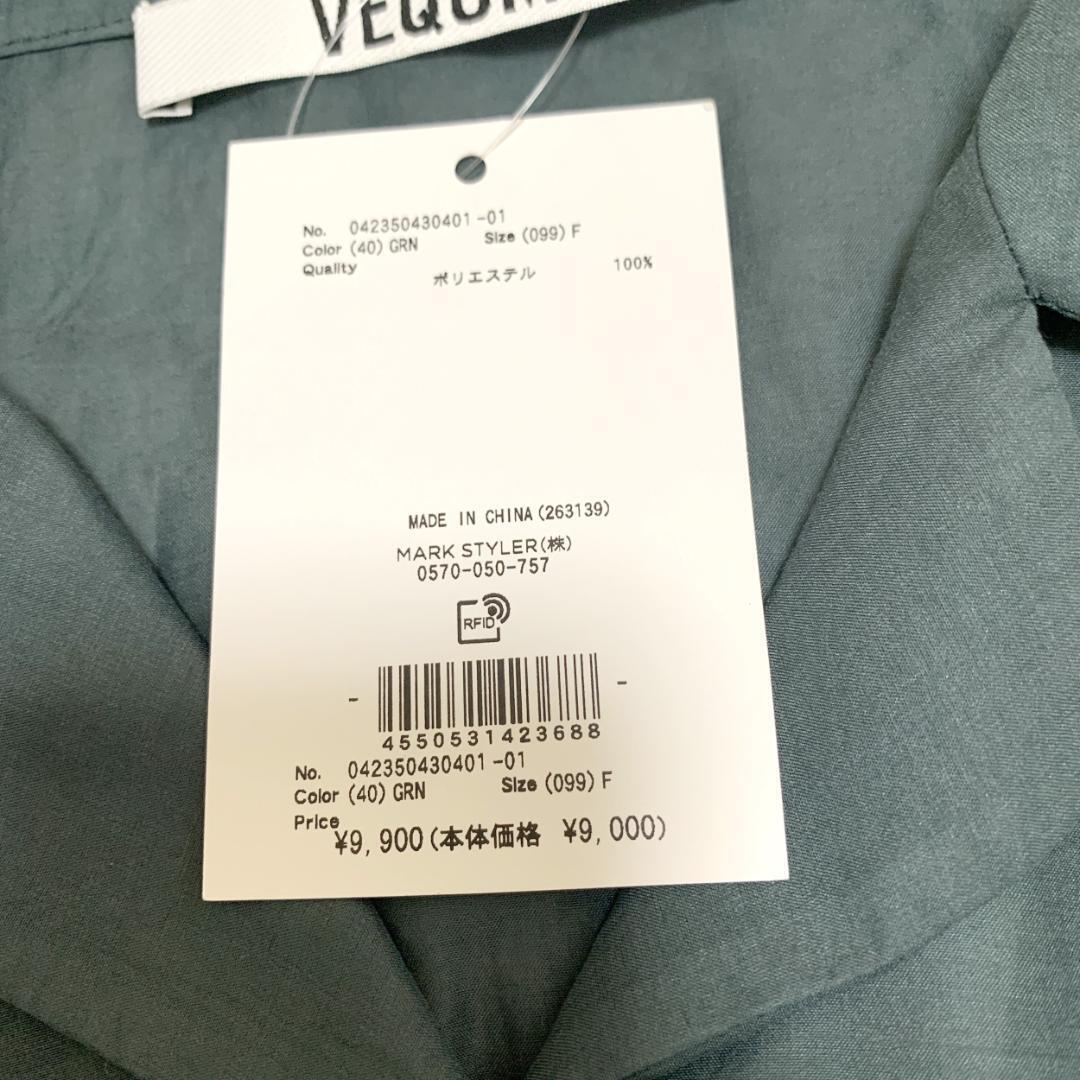 No. 042350430401-01
Color (40) GRN Size (099) F
Quality
ポリエステル 100%
MADE IN CHINA (263139)
MARK STYLER(株)
0570-050-757
RFID
4550531423688
No. 042350430401-01
Color (40) GRN Size (099) F
Price
¥9,900(本体価格 ¥9,000)